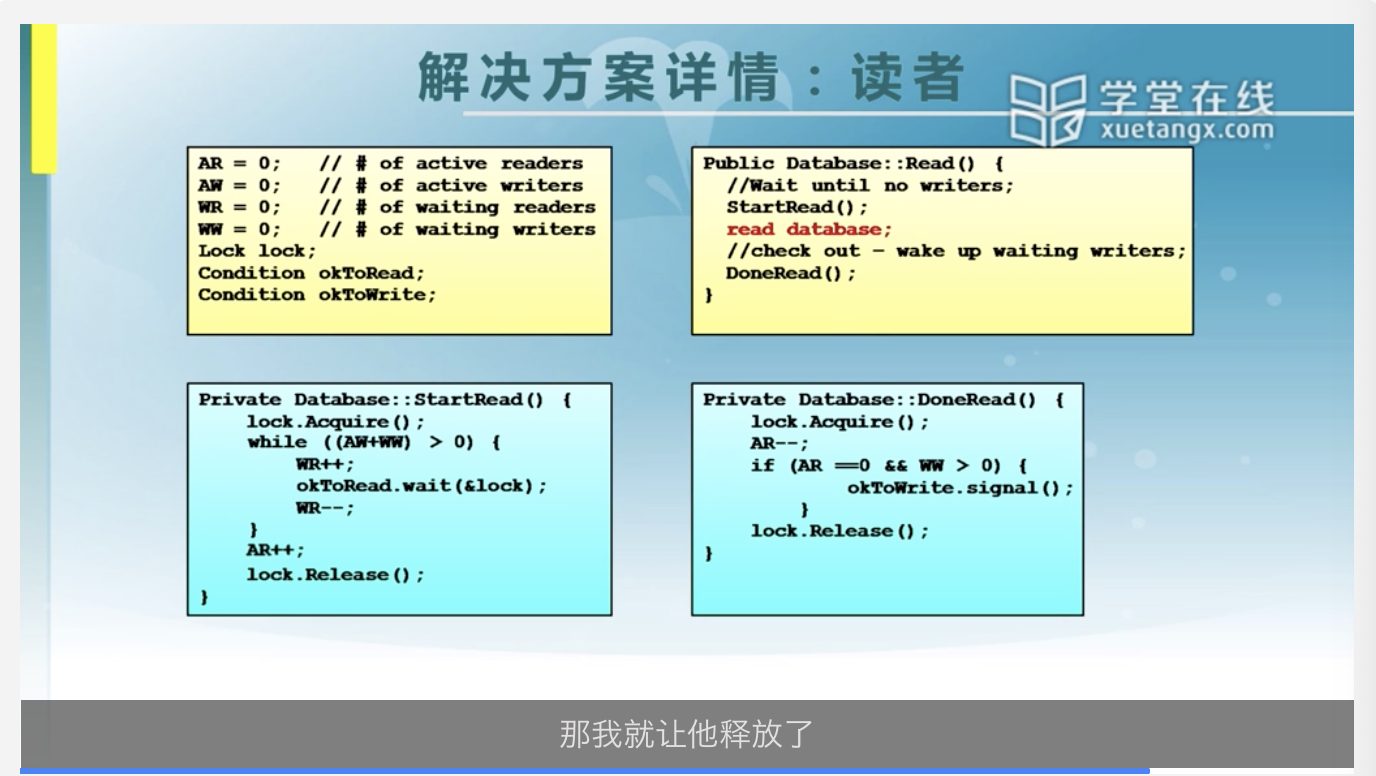 解决方案详情：读者
学堂在线
xuetangx.com
AR = 0;   // # of active readers
AW = 0;   // # of active writers
WR = 0;   // # of waiting readers
WW = 0;   // # of waiting writers
Lock lock;
Condition okToRead;
Condition okToWrite;
Public Database::Read() {
  //Wait until no writers;
  StartRead();
  read database;
  //check out – wake up waiting writers;
  DoneRead();
}
Private Database::StartRead() {
    lock.Acquire();
    while ((AW+WW) > 0) {
        WR++;
        okToRead.wait(&lock);
        WR--;
    }
    AR++;
    lock.Release();
}
Private Database::DoneRead() {
    lock.Acquire();
    AR--;
    if (AR ==0 && WW > 0) {
            okToWrite.signal();
        }
    lock.Release();
}
那我就让他释放了